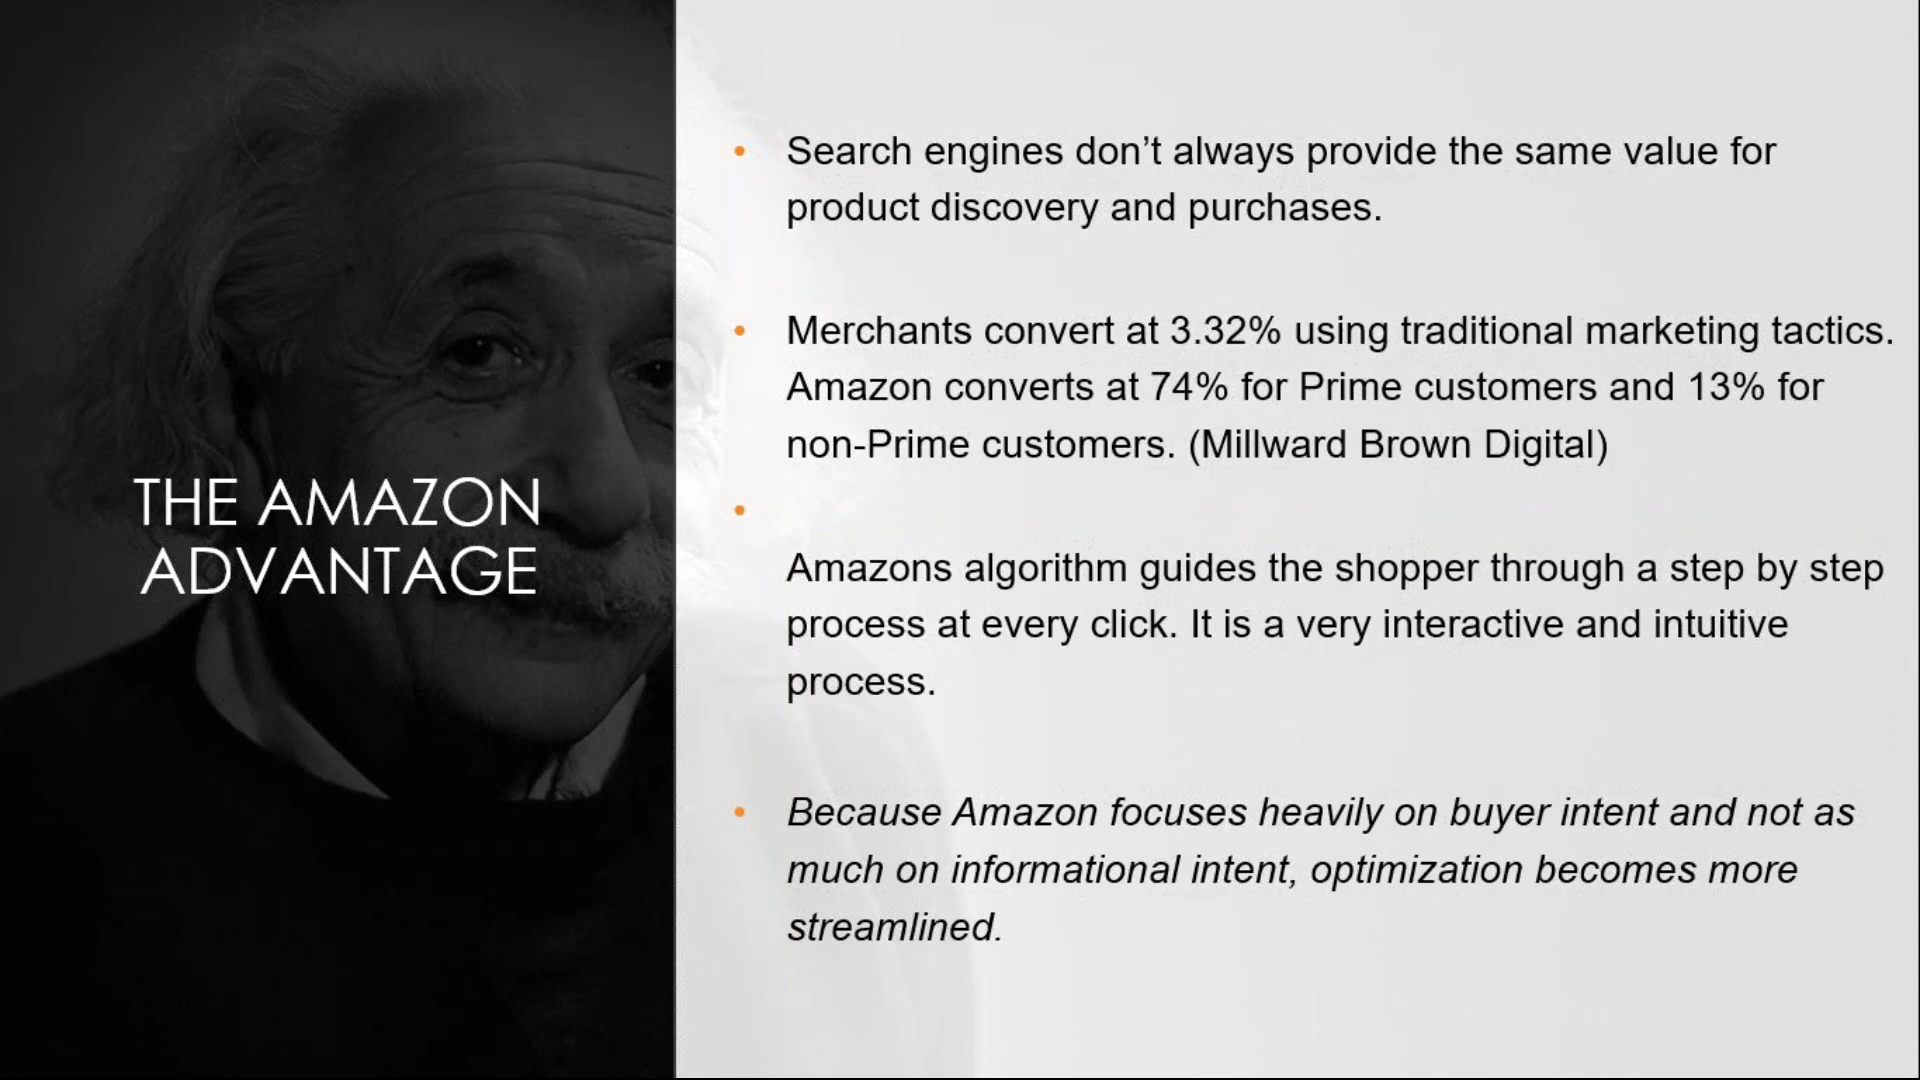 THE AMAZON
ADVANTAGE
• Search engines don’t always provide the same value for
product discovery and purchases.
• Merchants convert at 3.32% using traditional marketing tactics.
Amazon converts at 74% for Prime customers and 13% for
non-Prime customers. (Millward Brown Digital)
•
Amazons algorithm guides the shopper through a step by step
process at every click. It is a very interactive and intuitive
process.
• Because Amazon focuses heavily on buyer intent and not as
much on informational intent, optimization becomes more
streamlined.